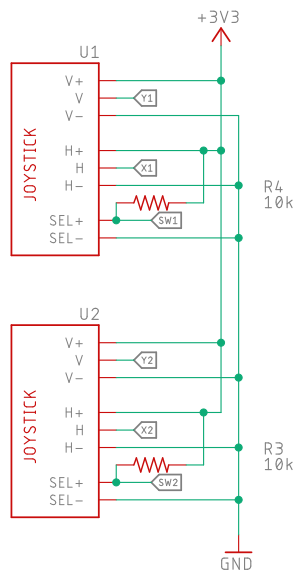 +3V3
U1
JOYSTICK
V+
V
Y1
V-
H+
H
X1
H-
SEL+
SW1
SEL-
R4
10k
U2
JOYSTICK
V+
V
Y2
V-
H+
H
X2
H-
SEL+
SW2
SEL-
R3
10k
GND